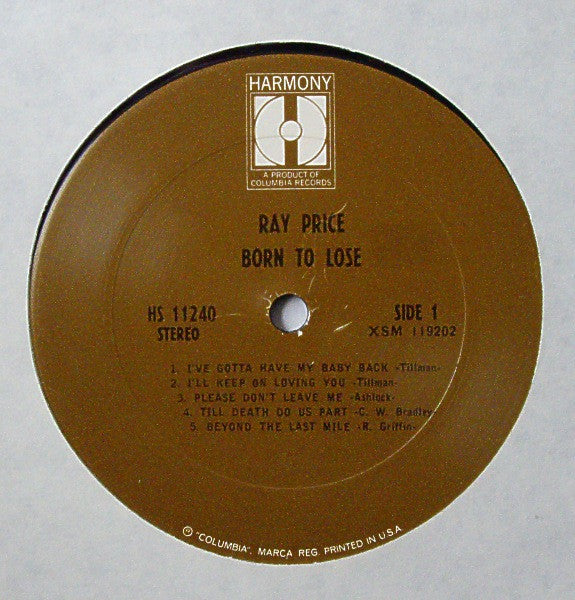 HARMONY
A PRODUCT OF
COLUMBIA RECORDS
RAY PRICE
BORN TO LOSE
HS 11240
STEREO
SIDE 1
XSM 119202
1. I'VE GOTTA HAVE MY BABY BACK -Tillman-
2. I'LL KEEP ON LOVING YOU -Tillman-
3. PLEASE DON'T LEAVE ME -Ashlock-
4. TILL DEATH DO US PART -C. W. Bradley-
5. BEYOND THE LAST MILE -R. Griffin-
℗ "COLUMBIA", MARCA REG. PRINTED IN U.S.A.